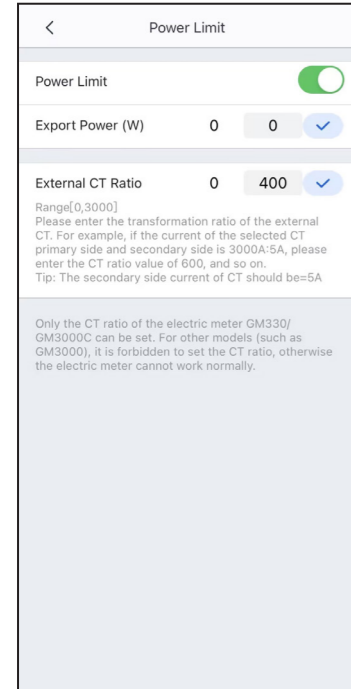 Power Limit
Power Limit
Export Power (W) 0 0
External CT Ratio 0 400
Range[0,3000]
Please enter the transformation ratio of the external
CT. For example, if the current of the selected CT
primary side and secondary side is 3000A:5A, please
enter the CT ratio value of 600, and so on.
Tip: The secondary side current of CT should be=5A
Only the CT ratio of the electric meter GM330/
GM3000C can be set. For other models (such as
GM3000), it is forbidden to set the CT ratio, otherwise
the electric meter cannot work normally.